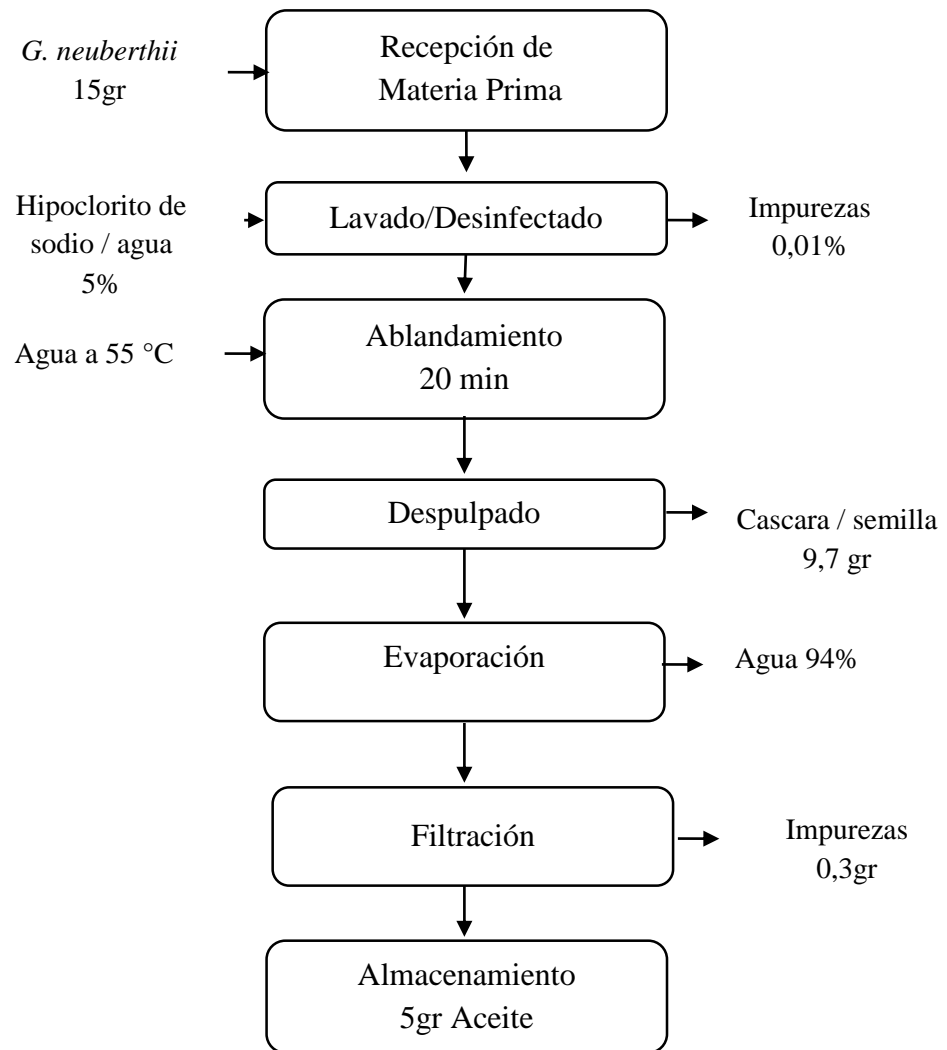 G. neuberthii
15gr
Recepción de
Materia Prima
Hipoclorito de
sodio / agua
5%
Lavado/Desinfectado
Impurezas
0,01%
Agua a 55 °C
Ablandamiento
20 min
Despulpado
Cascara / semilla
9,7 gr
Evaporación
Agua 94%
Filtración
Impurezas
0,3gr
Almacenamiento
5gr Aceite